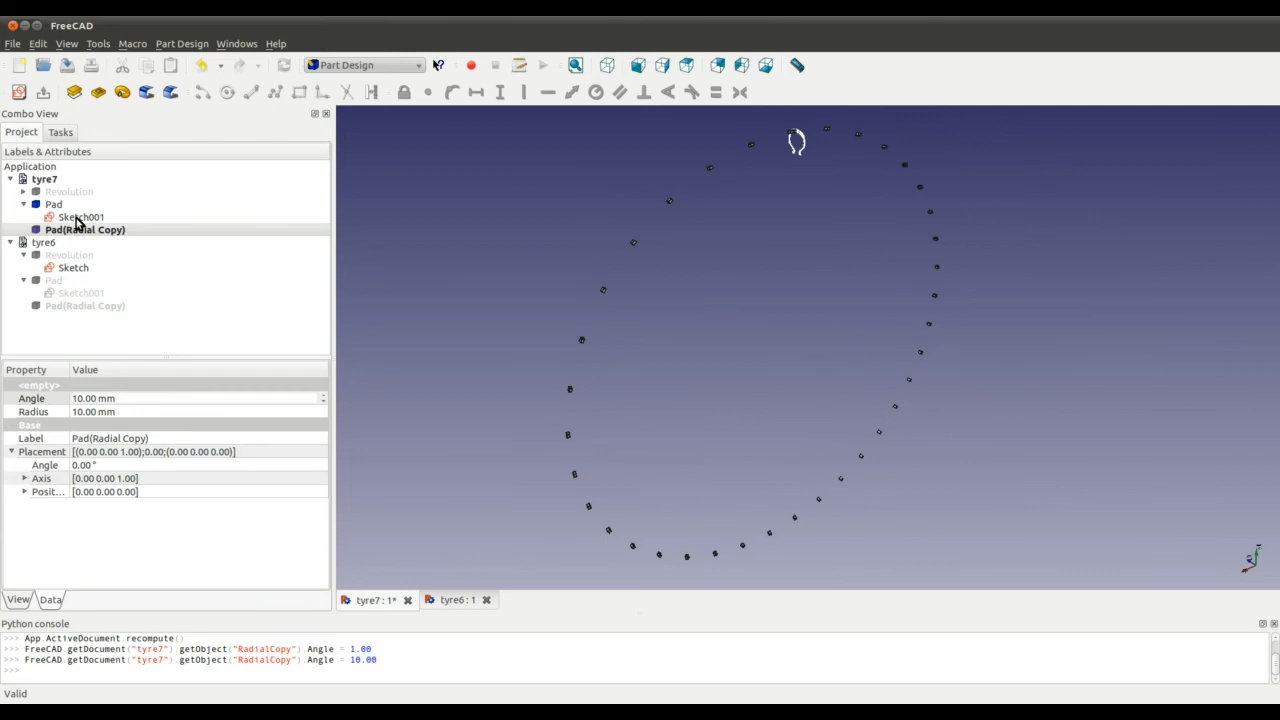 FreeCAD
File Edit View Tools Macro Part Design Windows Help
Part Design
Combo View
Project Tasks
Labels & Attributes
Application
tyre7
Revolution
Pad
Sketch001
Pad(Radial Copy)
tyre6
Revolution
Sketch
Pad
Sketch001
Pad(Radial Copy)
Property Value
<empty>
Angle 10.00 mm
Radius 10.00 mm
Base
Label Pad(Radial Copy)
Placement [(0.00 0.00 1.00);0.00;(0.00 0.00 0.00)]
Angle 0.00 °
Axis [0.00 0.00 1.00]
Posit... [0.00 0.00 0.00]
View Data
tyre7 : 1* tyre6 : 1
Python console
>>> App.ActiveDocument.recompute()
>>> FreeCAD.getDocument("tyre7").getObject("RadialCopy").Angle = 1.00
>>> FreeCAD.getDocument("tyre7").getObject("RadialCopy").Angle = 10.00
>>>
Valid